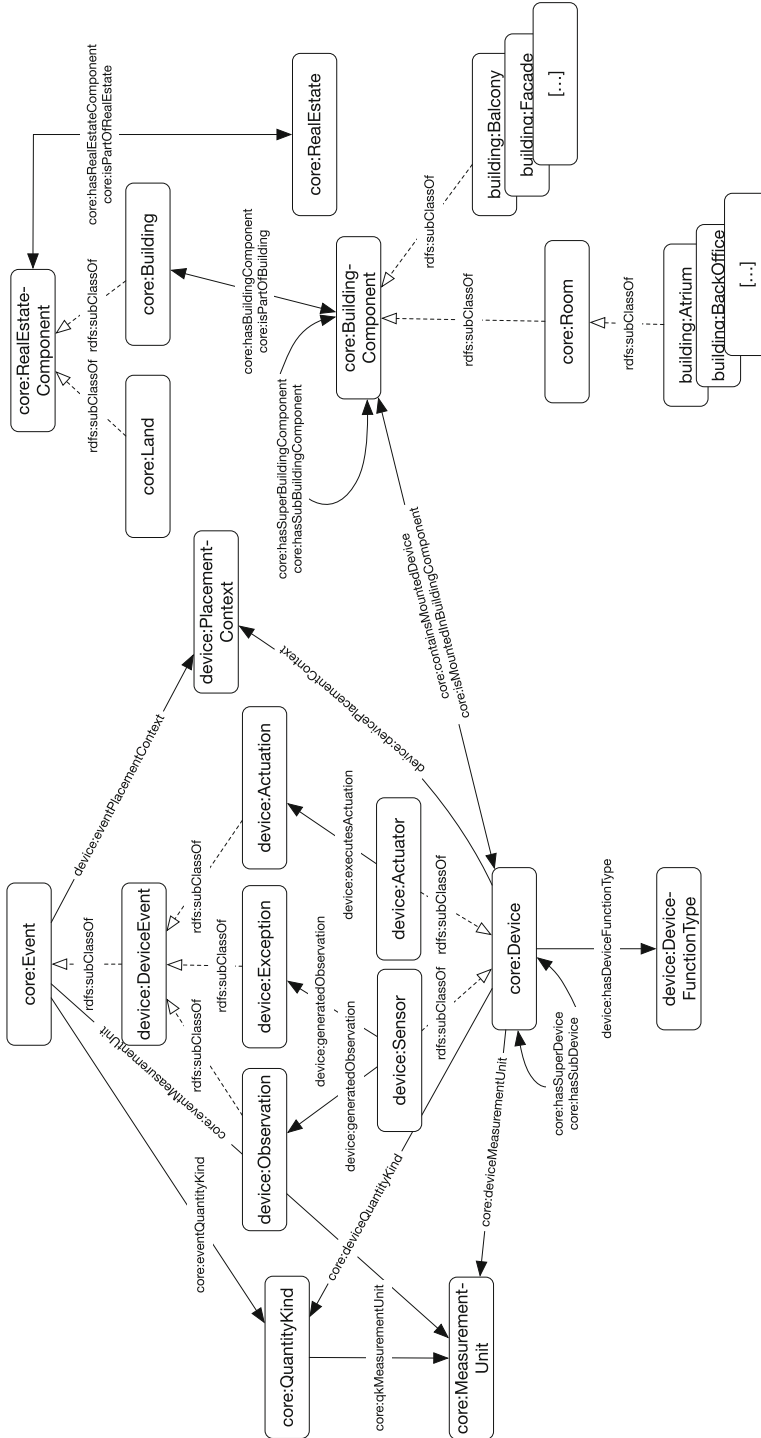 core:Event
device:eventPlacementContext
device:Placement-
Context
rdfs:subClassOf
core:eventMeasurementUnit
core:eventQuantityKind
device:DeviceEvent
rdfs:subClassOf
rdfs:subClassOf
rdfs:subClassOf
device:Observation
device:Exception
device:Actuation
device:generatedObservation
device:generatedObservation
device:executesActuation
device:devicePlacementContext
core:QuantityKind
core:deviceQuantityKind
device:Sensor
device:Actuator
rdfs:subClassOf
rdfs:subClassOf
core:qkMeasurementUnit
core:Measurement-
Unit
core:deviceMeasurementUnit
core:Device
core:hasSuperDevice
core:hasSubDevice
device:hasDeviceFunctionType
device:Device-
FunctionType
core:containsMountedDevice
core:isMountedInBuildingComponent
core:RealEstate-
Component
core:hasRealEstateComponent
core:isPartOfRealEstate
rdfs:subClassOf
rdfs:subClassOf
core:Land
core:Building
core:RealEstate
core:hasBuildingComponent
core:isPartOfBuilding
core:hasSuperBuildingComponent
core:hasSubBuildingComponent
core:Building-
Component
rdfs:subClassOf
rdfs:subClassOf
building:Balcony
building:Facade
[...]
core:Room
rdfs:subClassOf
building:Atrium
building:BackOffice
[...]